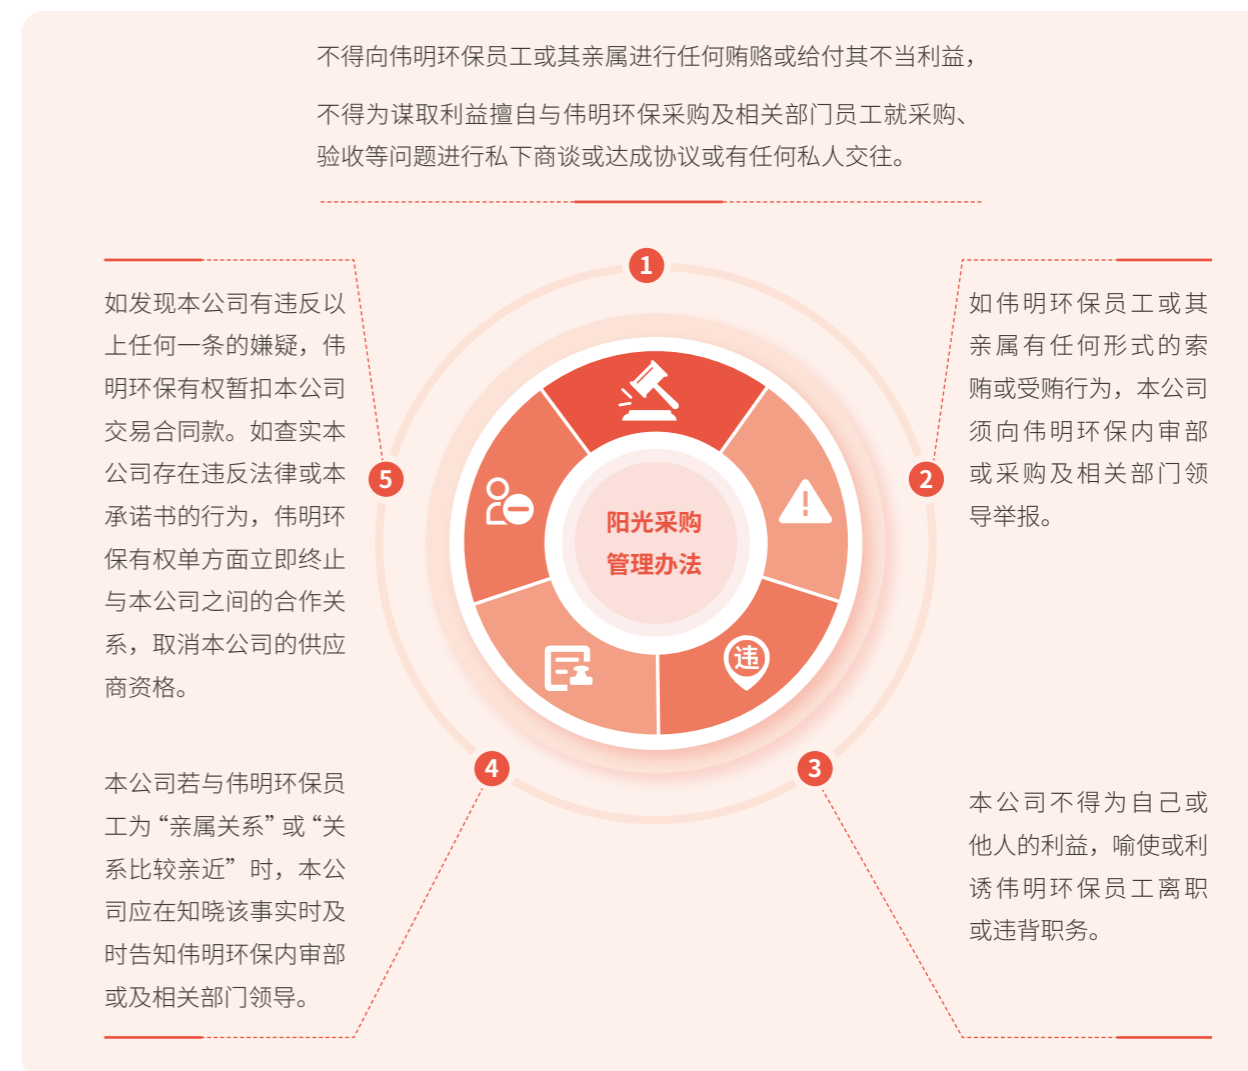 不得向伟明环保员工或其亲属进行任何贿赂或给付其不当利益，
不得为谋取利益擅自与伟明环保采购及相关部门员工就采购、
验收等问题进行私下商谈或达成协议或有任何私人交往。
1
如伟明环保员工或其
亲属有任何形式的索
贿或受贿行为，本公司
须向伟明环保内审部
或采购及相关部门领
导举报。
2
本公司不得为自己或
他人的利益，喻使或利
诱伟明环保员工离职
或违背职务。
3
本公司若与伟明环保员
工为“亲属关系”或“关
系比较亲近”时，本公
司应在知晓该事实时及
时告知伟明环保内审部
或及相关部门领导。
4
如发现本公司有违反以
上任何一条的嫌疑，伟
明环保有权暂扣本公司
交易合同款。如查实本
公司存在违反法律或本
承诺书的行为，伟明环
保有权单方面立即终止
与本公司之间的合作关
系，取消本公司的供应
商资格。
5
阳光采购
管理办法
违